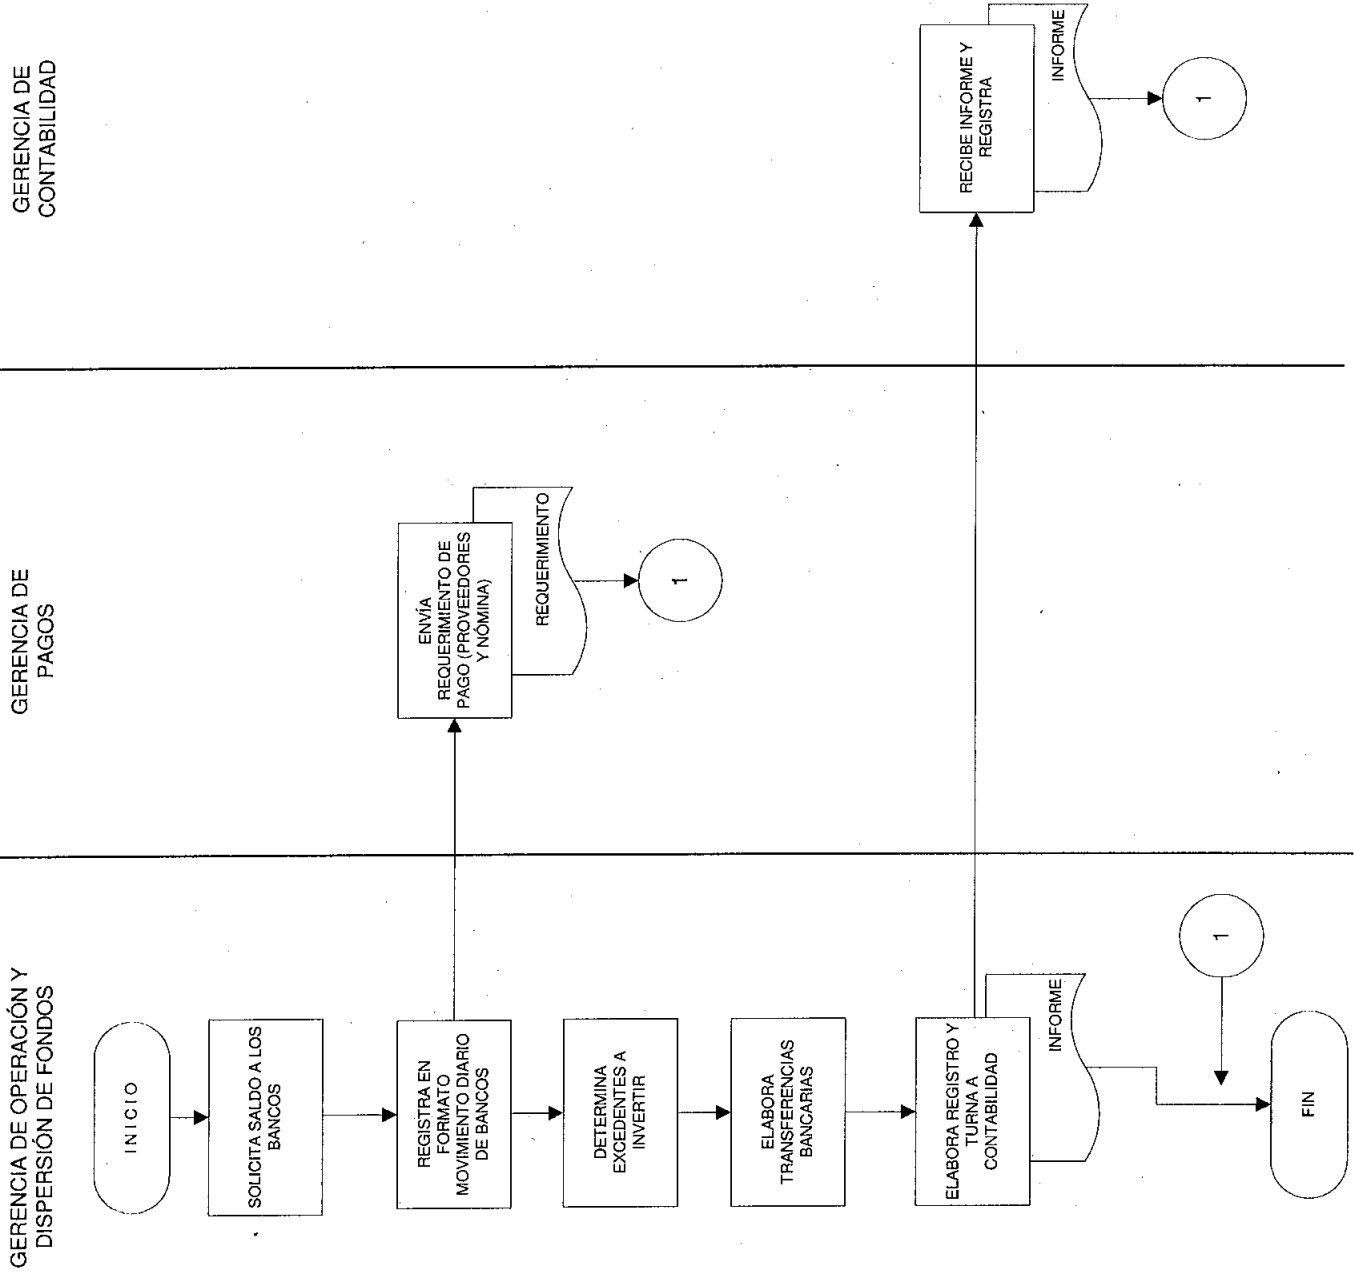 GERENCIA DE OPERACIÓN Y
DISPERSIÓN DE FONDOS
GERENCIA DE
PAGOS
GERENCIA DE
CONTABILIDAD
INICIO
SOLICITA SALDO A LOS
BANCOS
REGISTRA EN
FORMATO
MOVIMIENTO DIARIO
DE BANCOS
ENVÍA
REQUERIMIENTO DE
PAGO (PROVEEDORES
Y NÓMINA)
REQUERIMIENTO
1
DETERMINA
EXCEDENTES A
INVERTIR
ELABORA
TRANSFERENCIAS
BANCARIAS
ELABORA REGISTRO Y
TURNA A
CONTABILIDAD
INFORME
RECIBE INFORME Y
REGISTRA
INFORME
1
1
FIN